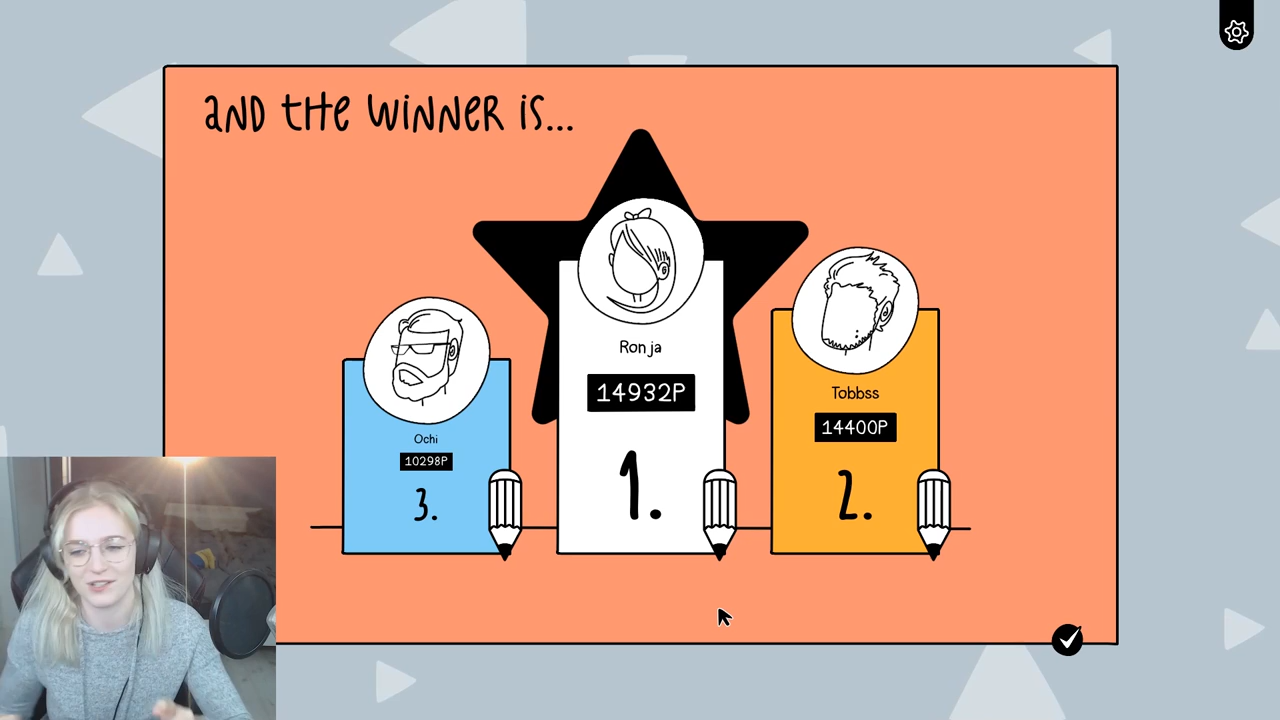 and the winner is...
Ronja
14932P
1.
Tobbss
14400P
2.
Ochi
10298P
3.